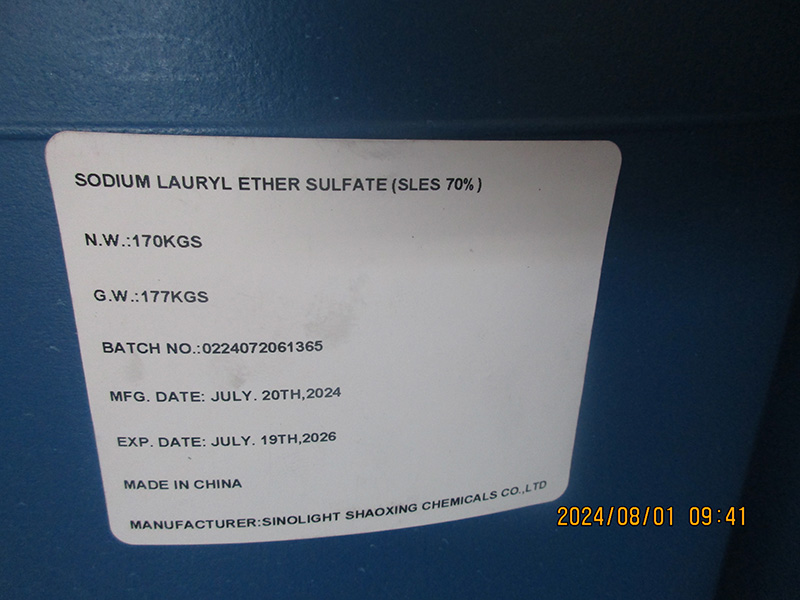 SODIUM LAURYL ETHER SULFATE (SLES 70%)
N.W.:170KGS
G.W.:177KGS
BATCH NO.:0224072061365
MFG. DATE: JULY. 20TH,2024
EXP. DATE: JULY. 19TH,2026
MADE IN CHINA
MANUFACTURER:SINOLIGHT SHAOXING CHEMICALS CO.,LTD
2024/08/01 09:41